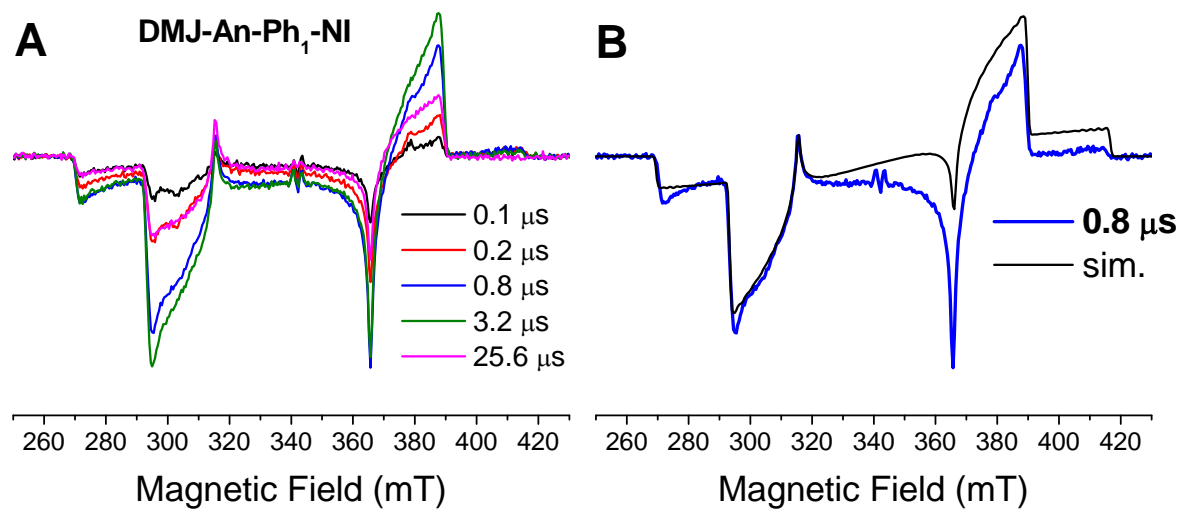 A
DMJ-An-Ph₁-NI
0.1 μs
0.2 μs
0.8 μs
3.2 μs
25.6 μs
260 280 300 320 340 360 380 400 420
Magnetic Field (mT)
B
0.8 μs
sim.
260 280 300 320 340 360 380 400 420
Magnetic Field (mT)